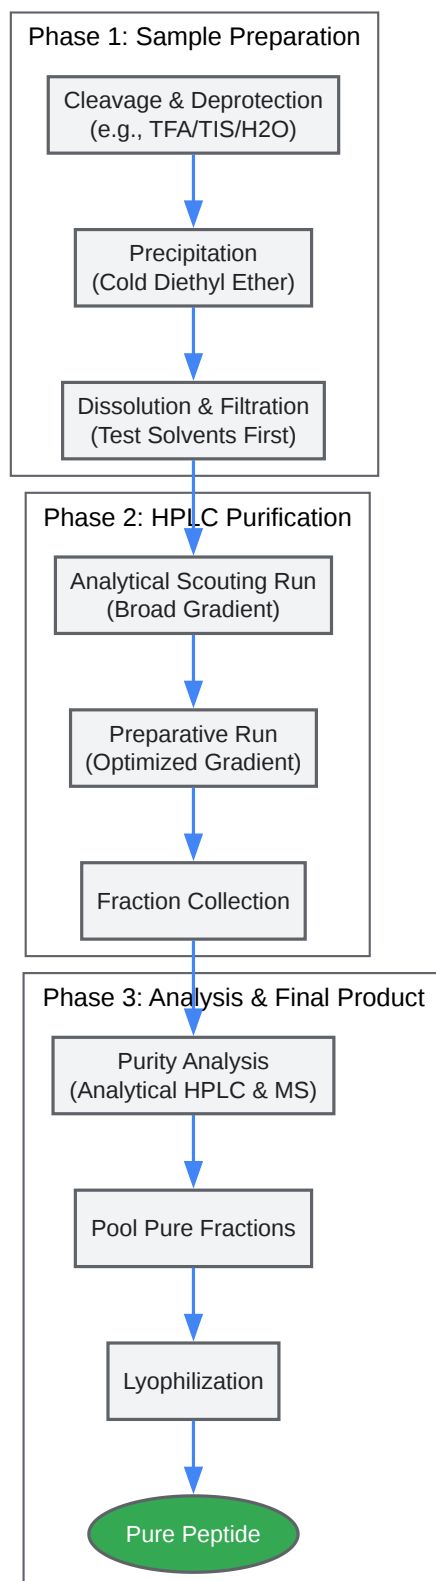 Phase 1: Sample Preparation
Cleavage & Deprotection
(e.g., TFA/TIS/H2O)
Precipitation
(Cold Diethyl Ether)
Dissolution & Filtration
(Test Solvents First)
Phase 2: HPLC Purification
Analytical Scouting Run
(Broad Gradient)
Preparative Run
(Optimized Gradient)
Fraction Collection
Phase 3: Analysis & Final Product
Purity Analysis
(Analytical HPLC & MS)
Pool Pure Fractions
Lyophilization
Pure Peptide